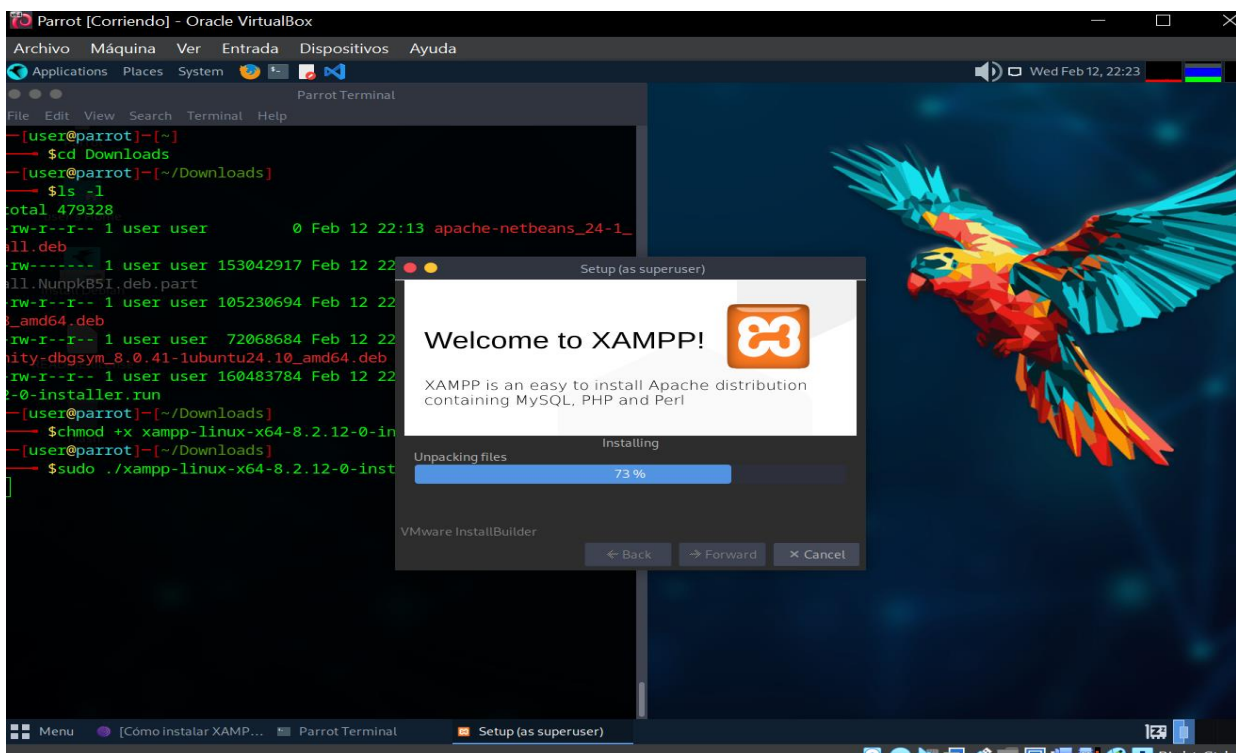 Parrot [Corriendo] - Oracle VirtualBox
Archivo Máquina Ver Entrada Dispositivos Ayuda
Applications Places System
Wed Feb 12, 22:23
Parrot Terminal
File Edit View Search Terminal Help
-[user@parrot]-[~]
$cd Downloads
-[user@parrot]-[~/Downloads]
$ls -l
otal 479328
-rw-r--r-- 1 user user 0 Feb 12 22:13 apache-netbeans_24-1_
all.deb
-rw------- 1 user user 153042917 Feb 12 22
all.NunpkB5I.deb.part
-rw-r--r-- 1 user user 105230694 Feb 12 22
_amd64.deb
-rw-r--r-- 1 user user 72068684 Feb 12 22
nity-dbgsym_8.0.41-1ubuntu24.10_amd64.deb
-rw-r--r-- 1 user user 160483784 Feb 12 22
2-0-installer.run
-[user@parrot]-[~/Downloads]
$chmod +x xampp-linux-x64-8.2.12-0-in
-[user@parrot]-[~/Downloads]
$sudo ./xampp-linux-x64-8.2.12-0-inst
Setup (as superuser)
Welcome to XAMPP!
XAMPP is an easy to install Apache distribution
containing MySQL, PHP and Perl
Installing
Unpacking files
73 %
VMware InstallBuilder
← Back → Forward × Cancel
Menu [Cómo instalar XAMP... Parrot Terminal Setup (as superuser)